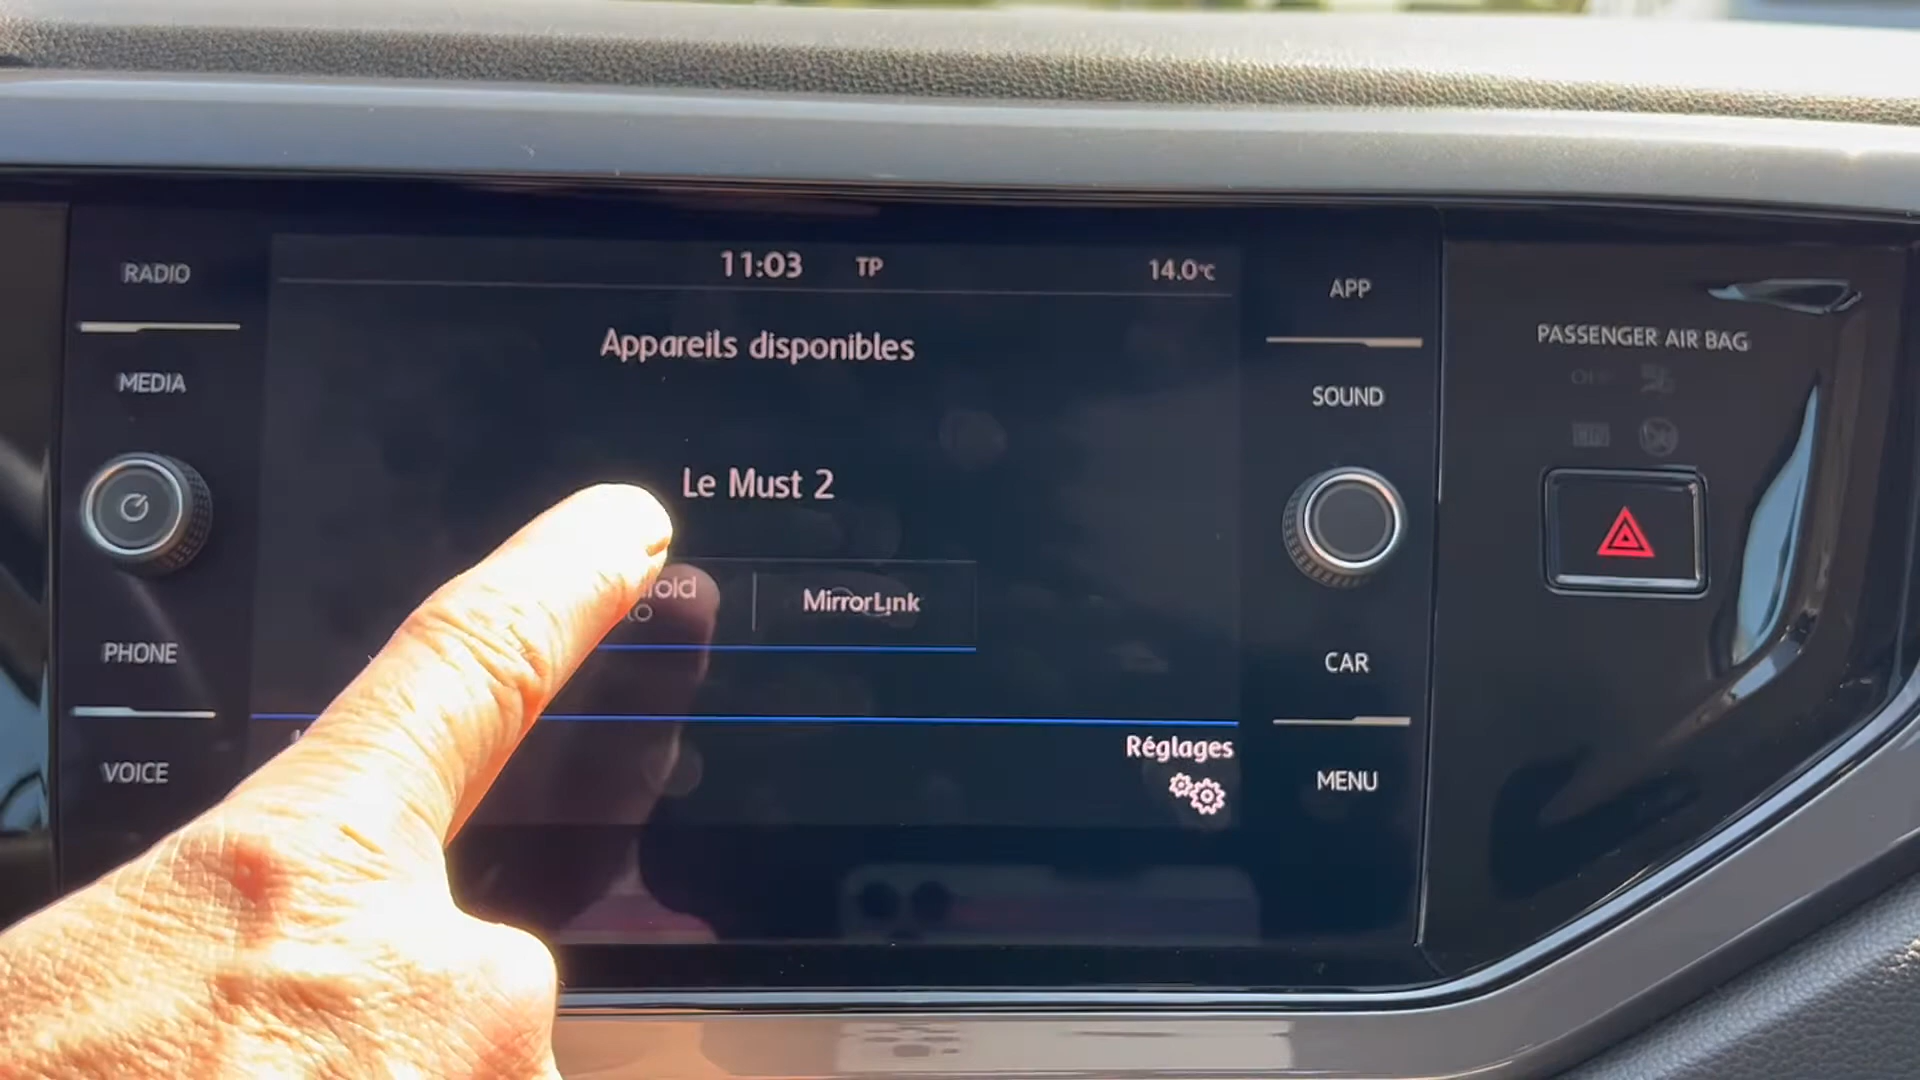 RADIO
MEDIA
PHONE
VOICE
11:03 TP 14.0°C
Appareils disponibles
Le Must 2
MirrorLink
Réglages
APP
SOUND
CAR
MENU
PASSENGER AIR BAG